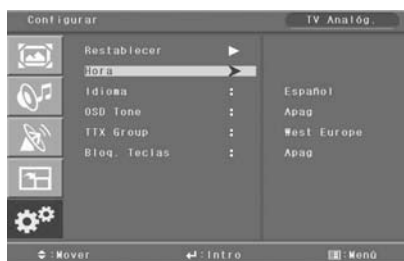 Configurar TV Analóg.
Restablecer
Hora
Idioma : Español
OSD Tone : Apag
TTX Group : West Europe
Bloq. Teclas : Apag
:Mover :Intro :Menú